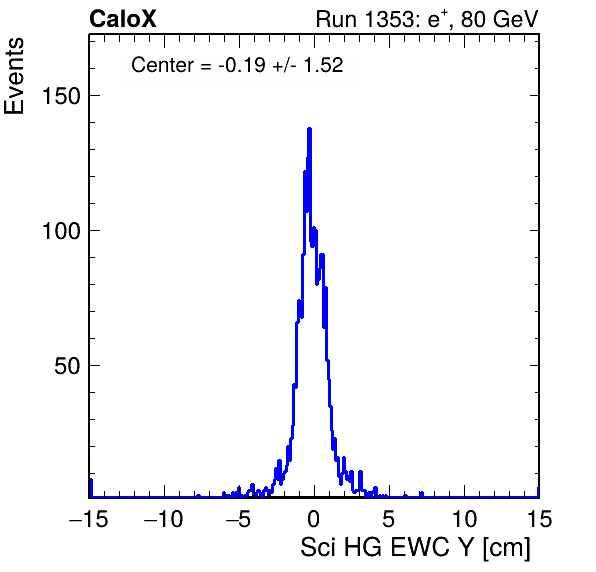 CaloX
Run 1353: e+, 80 GeV
Center = -0.19 +/- 1.52
Events
150
100
50
−15 −10 −5 0 5 10 15
Sci HG EWC Y [cm]